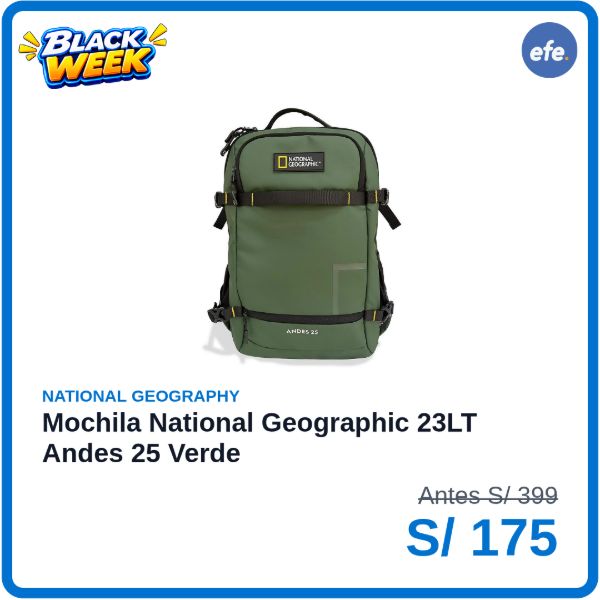 BLACK
WEEK
efe.
NATIONAL
GEOGRAPHIC
ANDES 25
NATIONAL GEOGRAPHY
Mochila National Geographic 23LT
Andes 25 Verde
Antes S/ 399
S/ 175